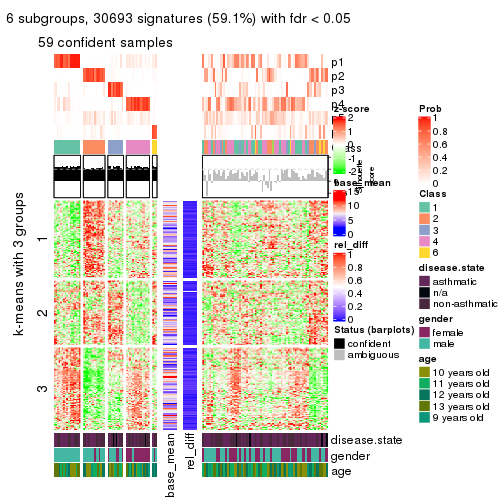 6 subgroups, 30693 signatures (59.1%) with fdr < 0.05
59 confident samples
p1
p2
p3
p4
k-means with 3 groups
1
2
3
z-score
2
1
0
-1
-2
base_mean
15
10
5
0
rel_diff
1
0.8
0.6
0.4
0.2
0
Status (barplots)
confident
ambiguous
Prob
1
0.8
0.6
0.4
0.2
0
Class
1
2
3
4
6
disease.state
asthmatic
n/a
non-asthmatic
gender
female
male
age
10 years old
11 years old
12 years old
13 years old
9 years old
disease.state
gender
age
base_mean
rel_diff